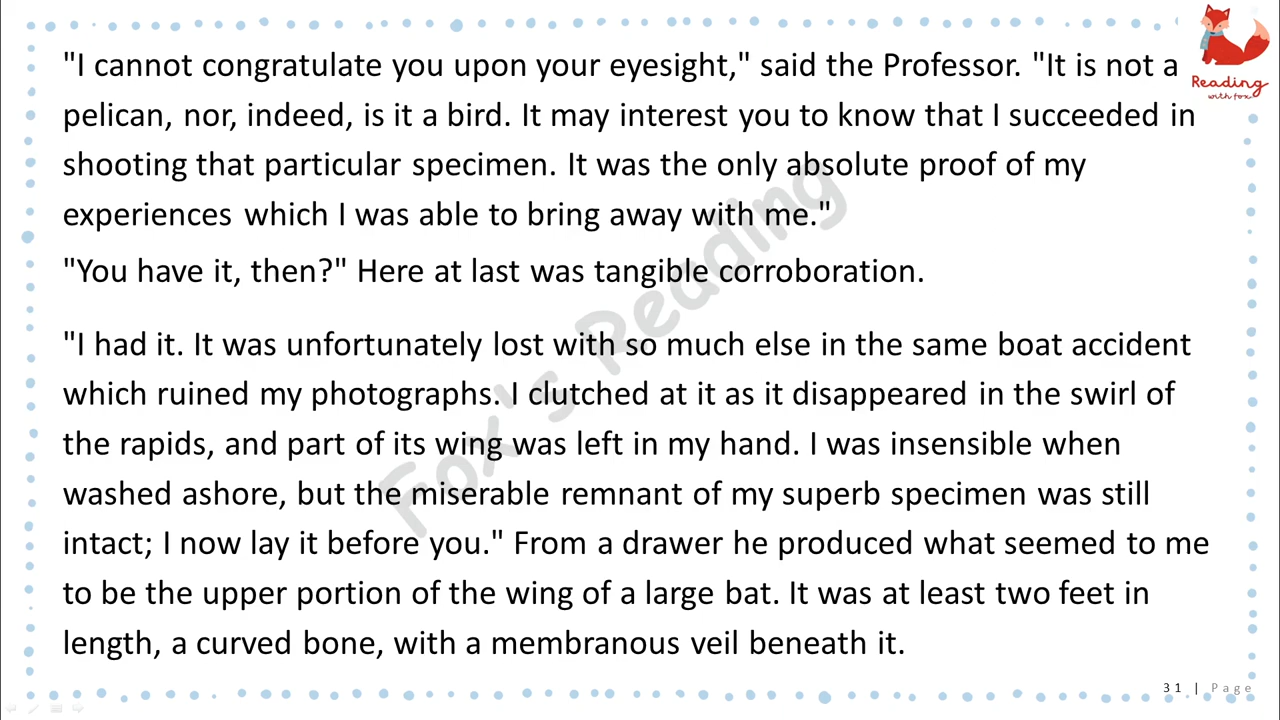 "I cannot congratulate you upon your eyesight," said the Professor. "It is not a
pelican, nor, indeed, is it a bird. It may interest you to know that I succeeded in
shooting that particular specimen. It was the only absolute proof of my
experiences which I was able to bring away with me."
"You have it, then?" Here at last was tangible corroboration.
"I had it. It was unfortunately lost with so much else in the same boat accident
which ruined my photographs. I clutched at it as it disappeared in the swirl of
the rapids, and part of its wing was left in my hand. I was insensible when
washed ashore, but the miserable remnant of my superb specimen was still
intact; I now lay it before you." From a drawer he produced what seemed to me
to be the upper portion of the wing of a large bat. It was at least two feet in
length, a curved bone, with a membranous veil beneath it.
Reading
with fox
Fox's Reading
31 | Page